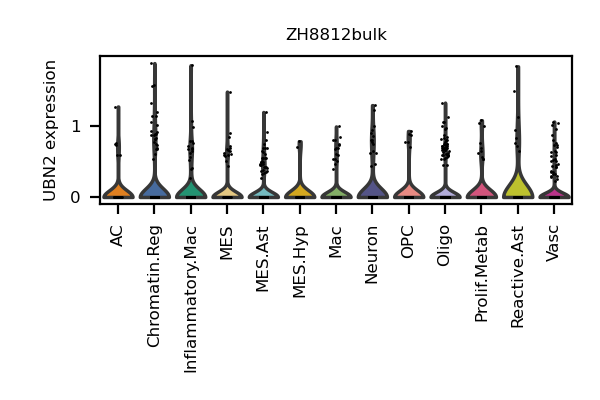 ZH8812bulk
UBN2 expression
1
0
AC
Chromatin.Reg
Inflammatory.Mac
MES
MES.Ast
MES.Hyp
Mac
Neuron
OPC
Oligo
Prolif.Metab
Reactive.Ast
Vasc